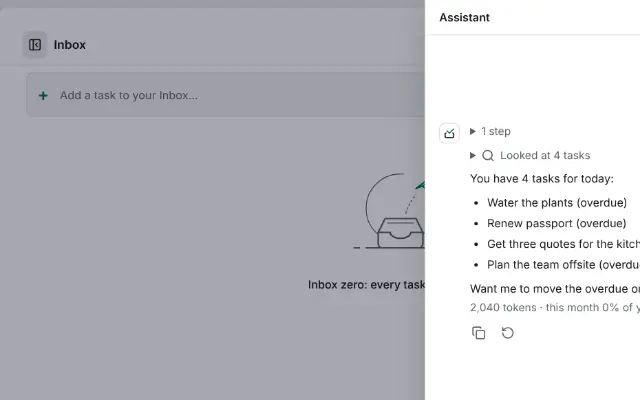 Inbox
Add a task to your Inbox...
Inbox zero: every task
Assistant
1 step
Looked at 4 tasks
You have 4 tasks for today:
• Water the plants (overdue)
• Renew passport (overdue)
• Get three quotes for the kitch
• Plan the team offsite (overdu
Want me to move the overdue or
2,040 tokens · this month 0% of y